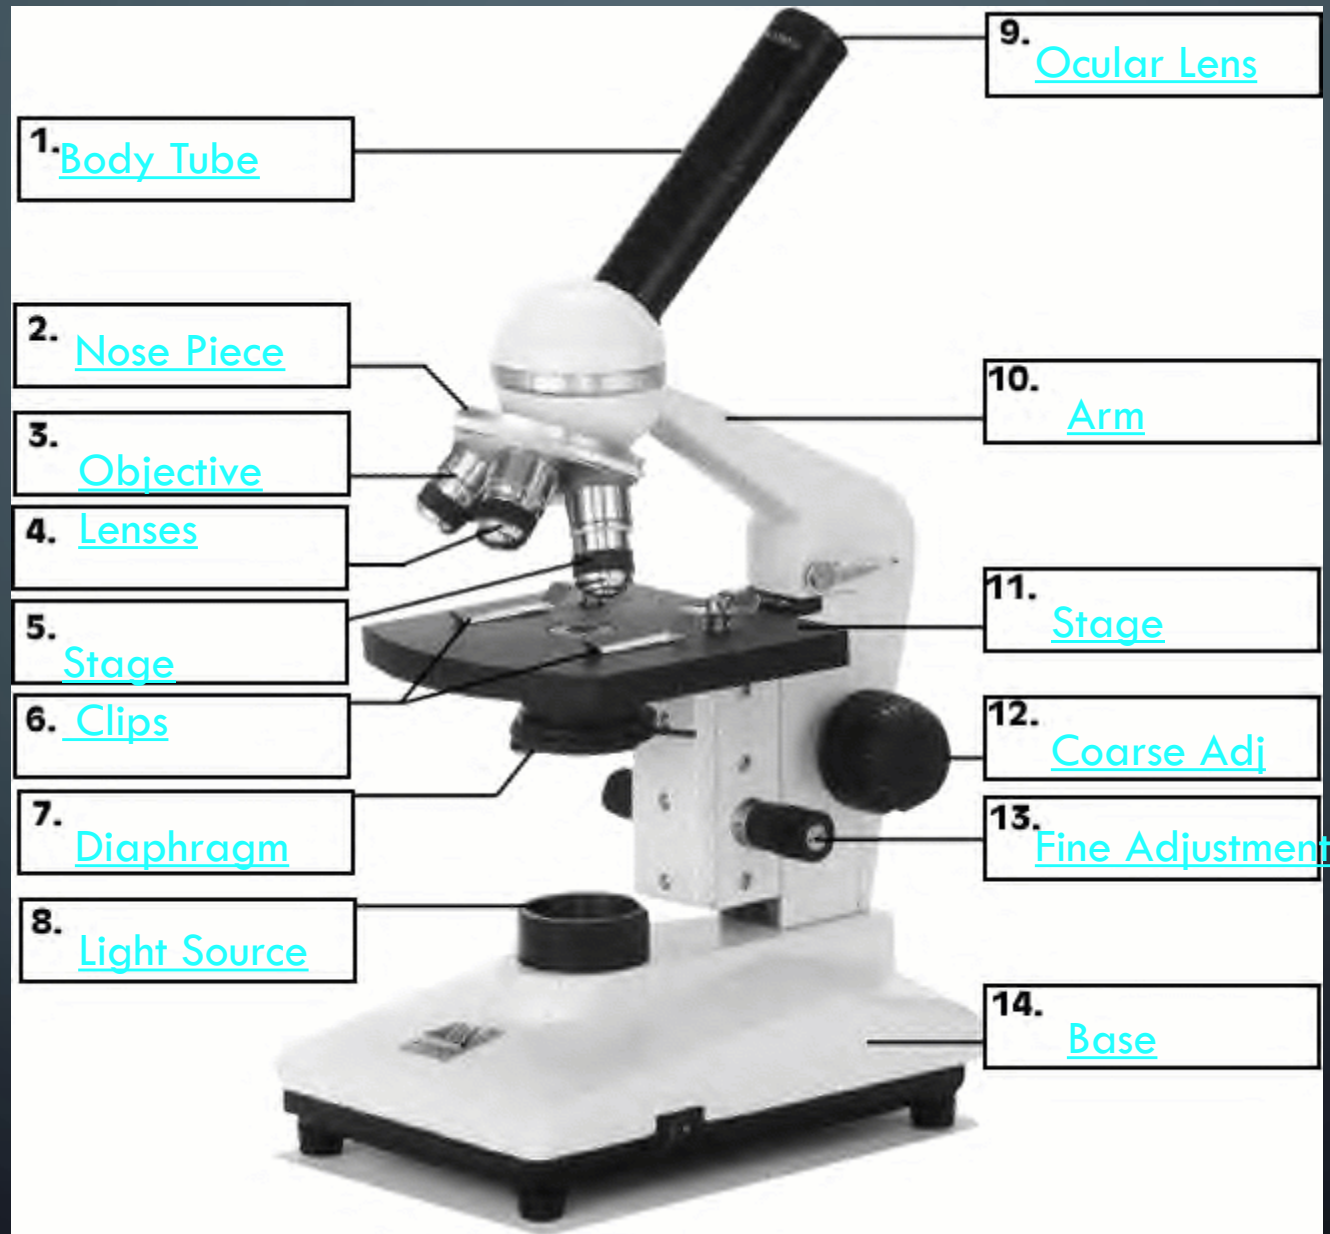 1. Body Tube
2. Nose Piece
3. Objective
4. Lenses
5. Stage
6. Clips
7. Diaphragm
8. Light Source
9. Ocular Lens
10. Arm
11. Stage
12. Coarse Adj
13. Fine Adjustment
14. Base